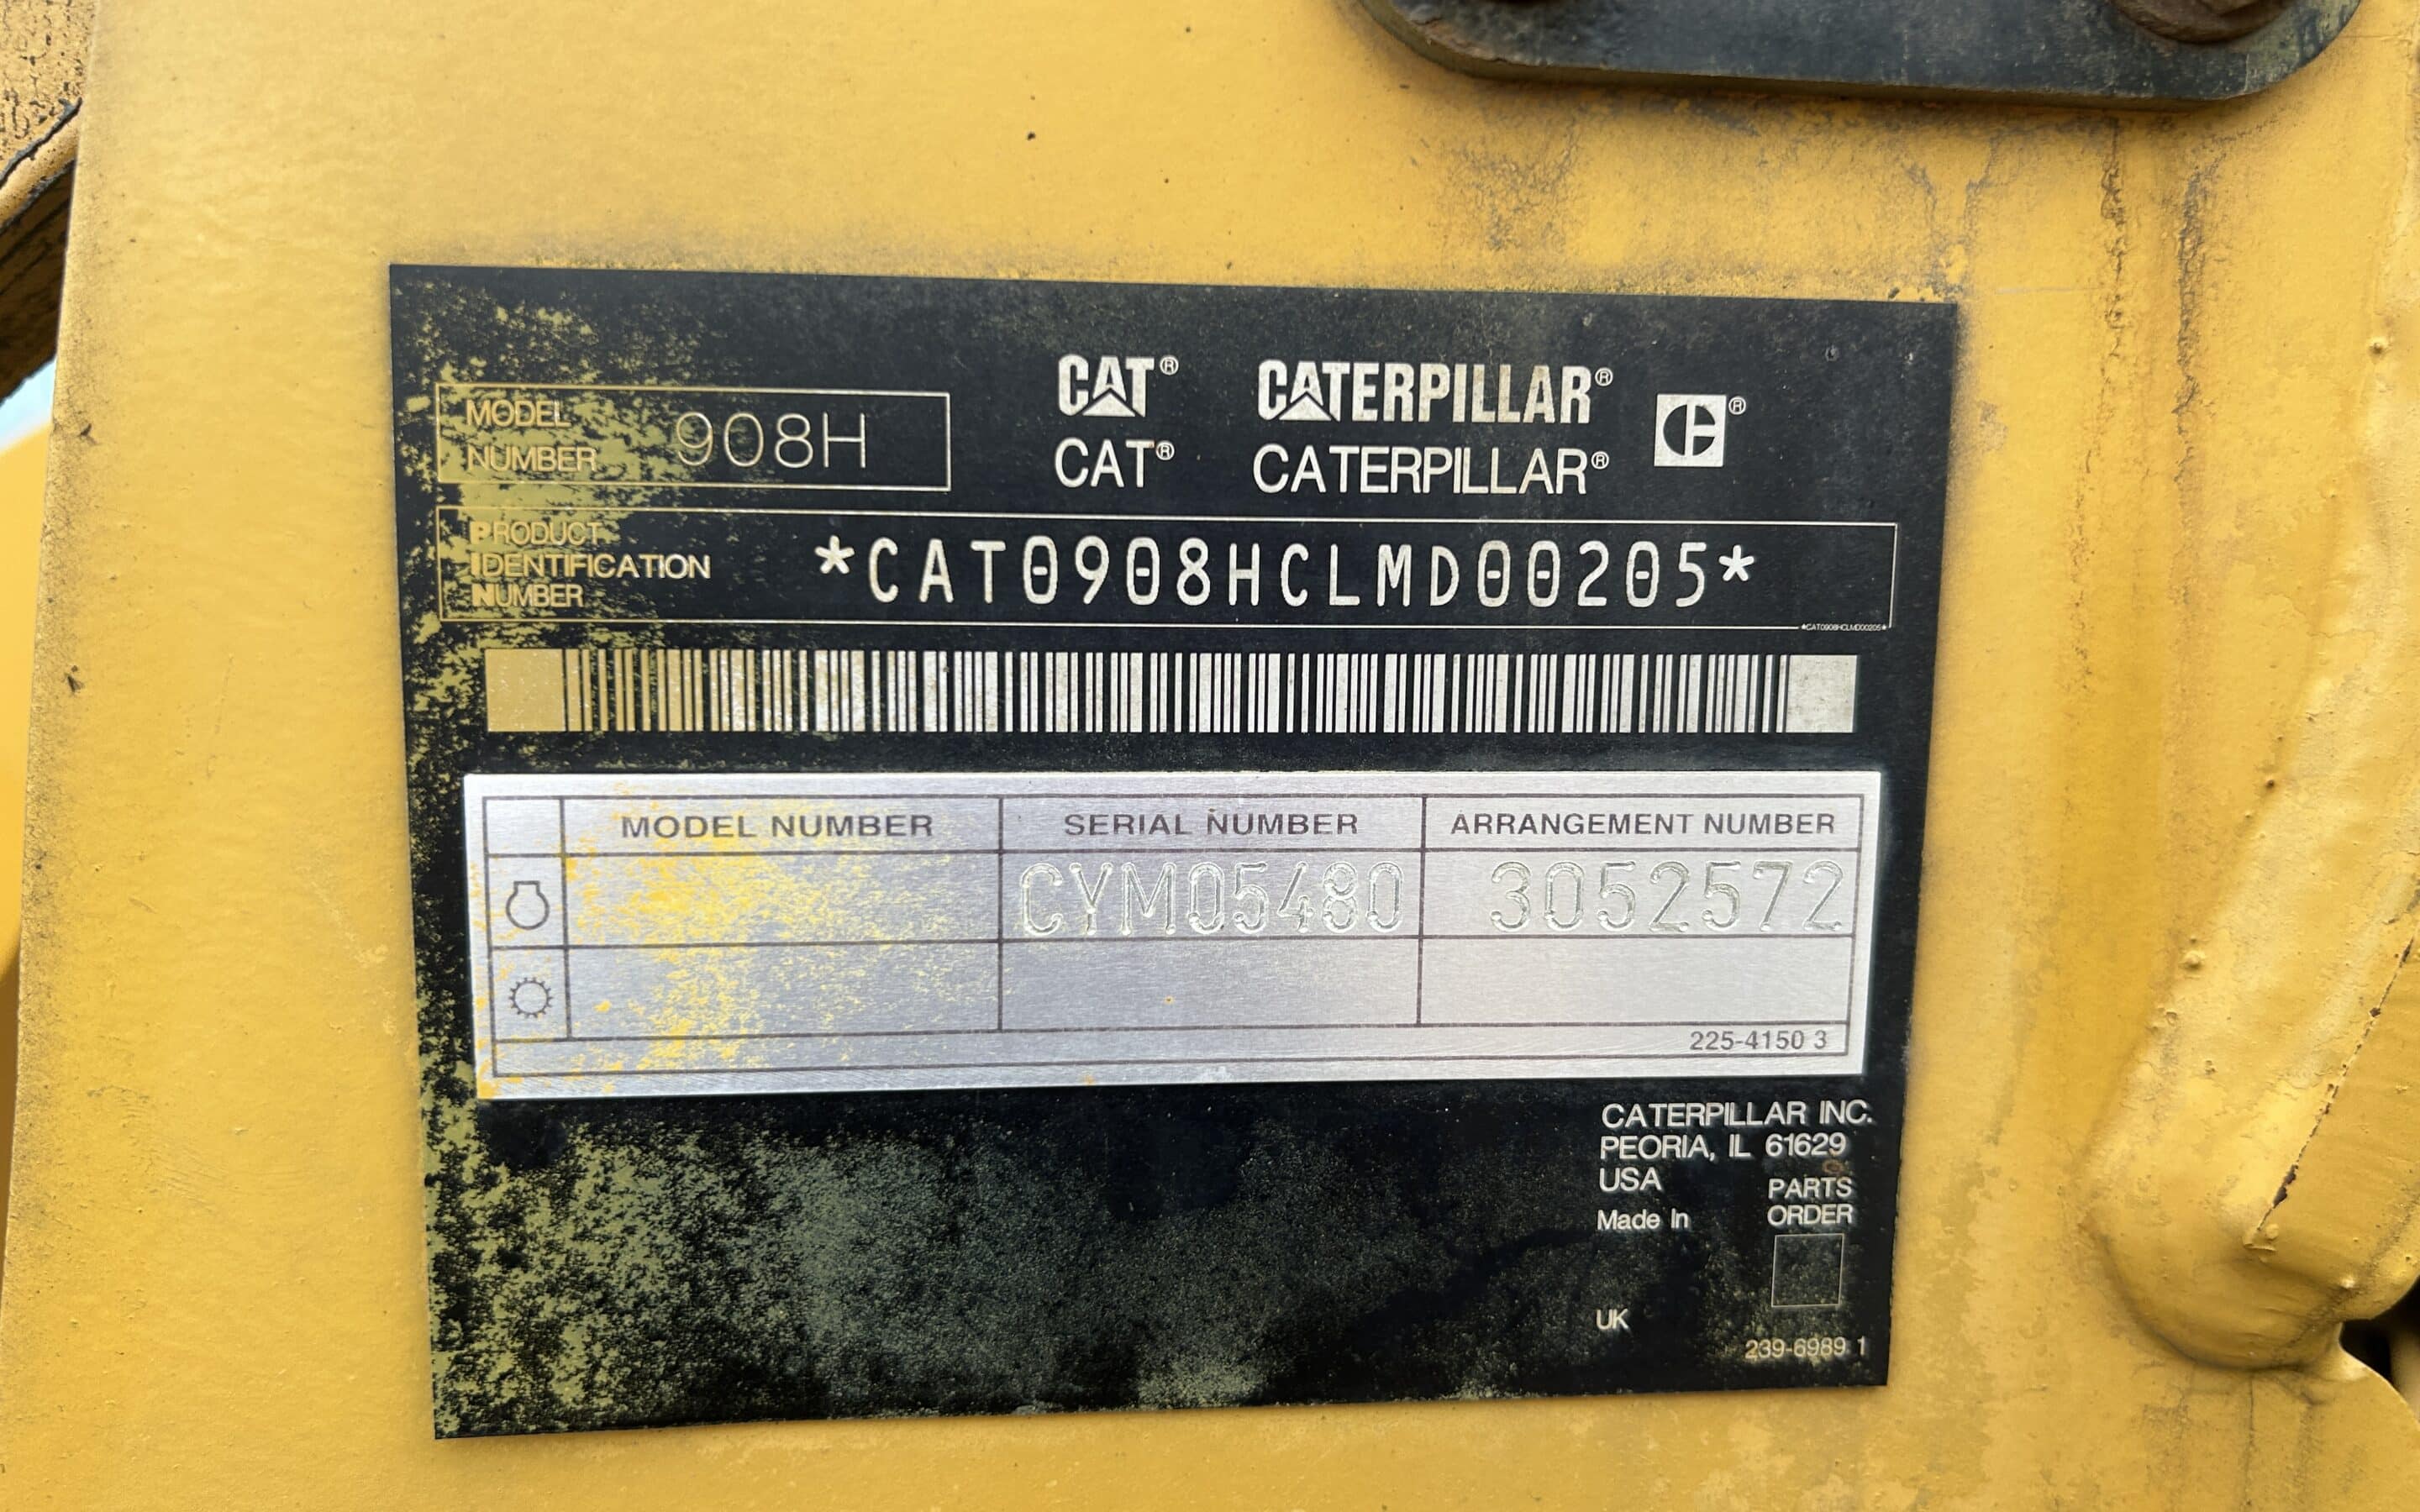 CAT® CATERPILLAR® ®
MODEL NUMBER 908H
CAT® CATERPILLAR®
PRODUCT
IDENTIFICATION
NUMBER
*CAT0908HCLMD00205*
*CAT0908HCLMD00205*
MODEL NUMBER SERIAL NUMBER ARRANGEMENT NUMBER
CYM05480 3052572
225-4150 3
CATERPILLAR INC.
PEORIA, IL 61629
USA
PARTS
ORDER
Made In
UK
239-6989 1